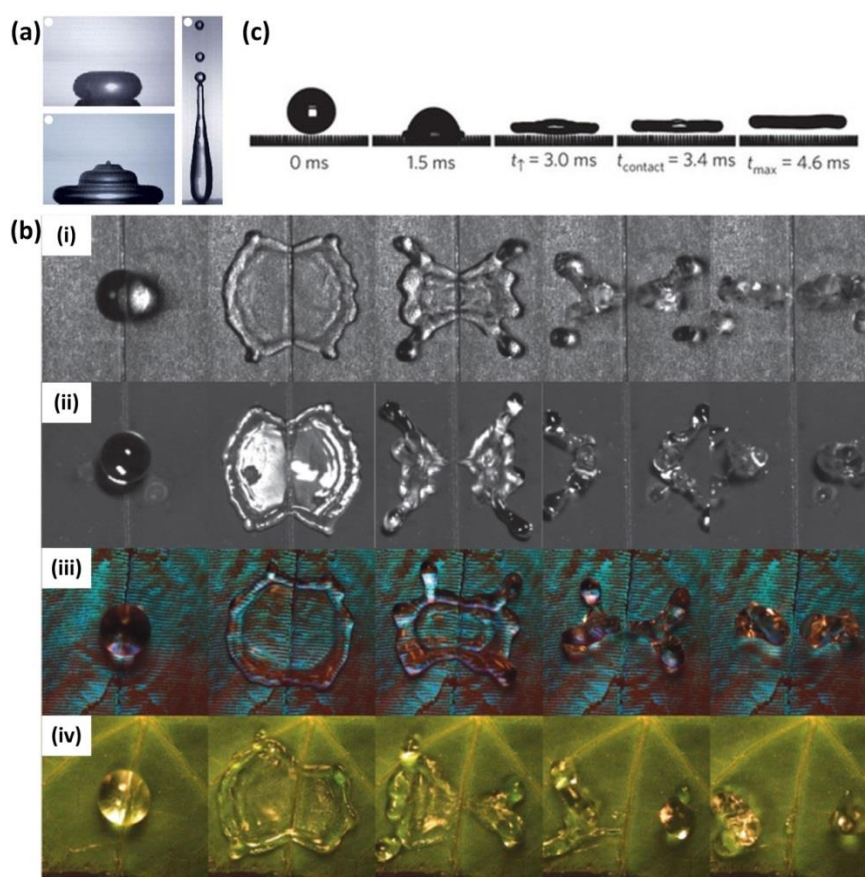 (a)
(c)
0 ms
1.5 ms
t↑ = 3.0 ms
tcontact = 3.4 ms
tmax = 4.6 ms
(b)
(i)
(ii)
(iii)
(iv)